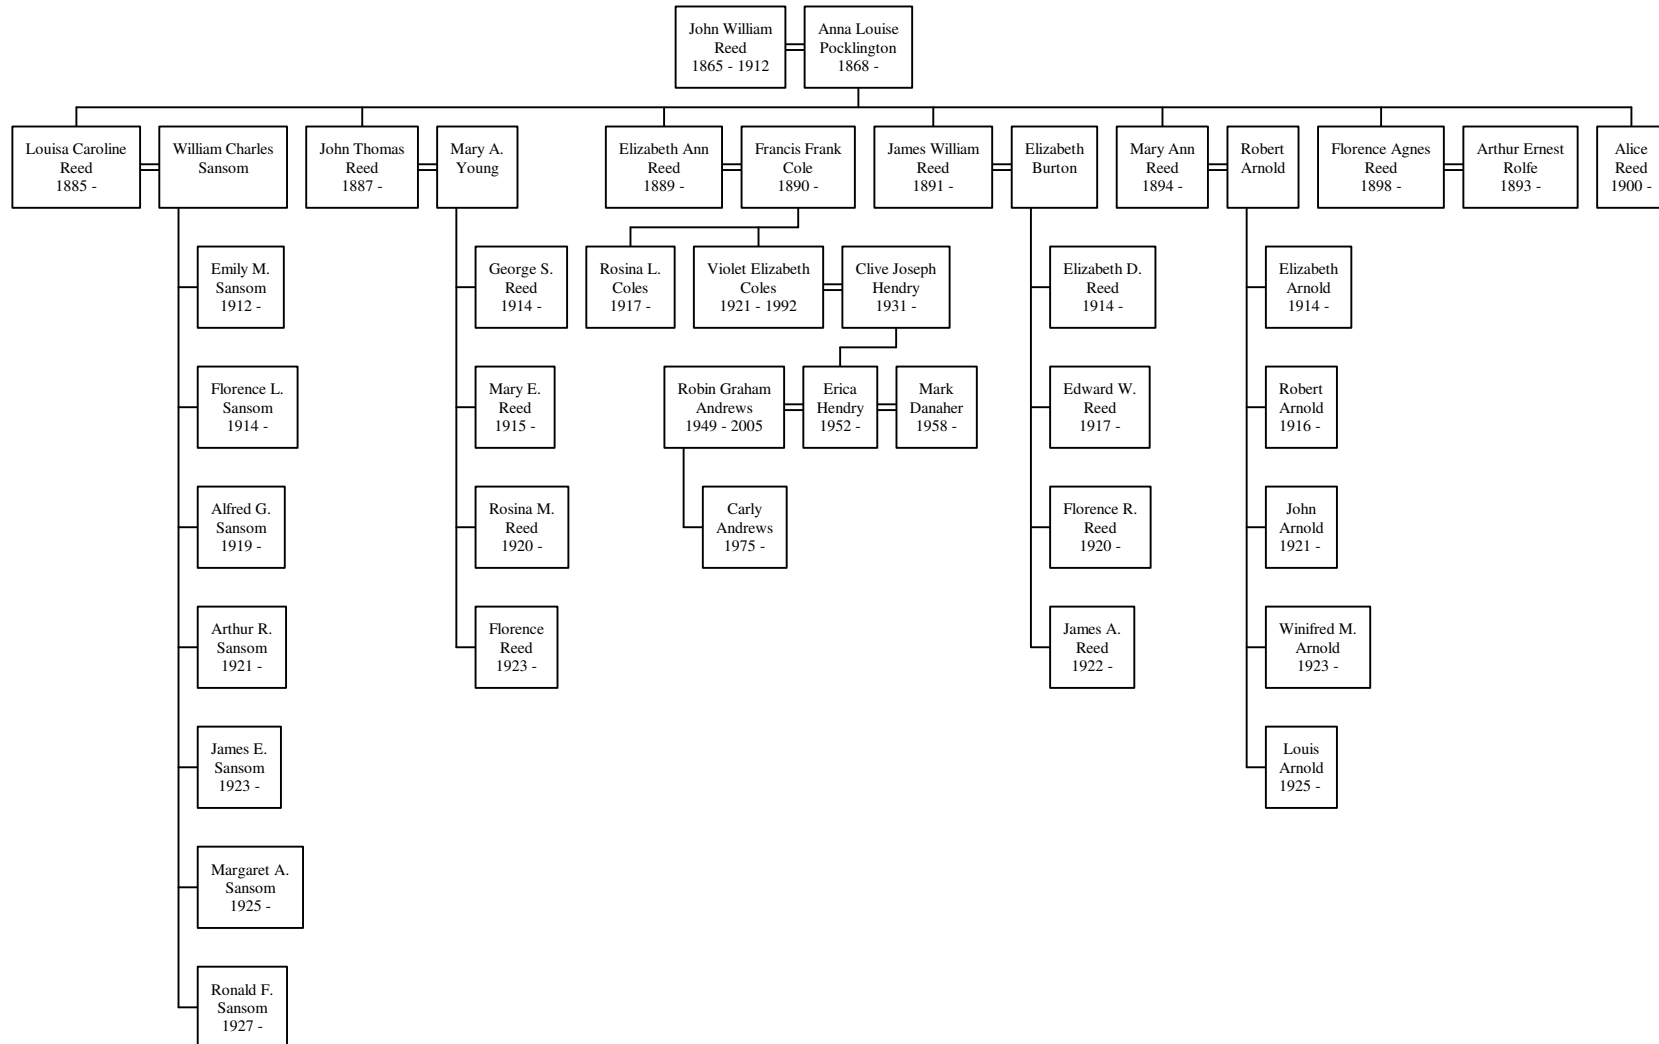 John William
Reed
1865 - 1912
Anna Louise
Pocklington
1868 -
Louisa Caroline
Reed
1885 -
William Charles
Sansom
John Thomas
Reed
1887 -
Mary A.
Young
Elizabeth Ann
Reed
1889 -
Francis Frank
Cole
1890 -
James William
Reed
1891 -
Elizabeth
Burton
Mary Ann
Reed
1894 -
Robert
Arnold
Florence Agnes
Reed
1898 -
Arthur Ernest
Rolfe
1893 -
Alice
Reed
1900 -
Emily M.
Sansom
1912 -
George S.
Reed
1914 -
Rosina L.
Coles
1917 -
Violet Elizabeth
Coles
1921 - 1992
Clive Joseph
Hendry
1931 -
Elizabeth D.
Reed
1914 -
Elizabeth
Arnold
1914 -
Florence L.
Sansom
1914 -
Mary E.
Reed
1915 -
Robin Graham
Andrews
1949 - 2005
Erica
Hendry
1952 -
Mark
Danaher
1958 -
Edward W.
Reed
1917 -
Robert
Arnold
1916 -
Alfred G.
Sansom
1919 -
Rosina M.
Reed
1920 -
Carly
Andrews
1975 -
Florence R.
Reed
1920 -
John
Arnold
1921 -
Arthur R.
Sansom
1921 -
Florence
Reed
1923 -
James A.
Reed
1922 -
Winifred M.
Arnold
1923 -
James E.
Sansom
1923 -
Louis
Arnold
1925 -
Margaret A.
Sansom
1925 -
Ronald F.
Sansom
1927 -